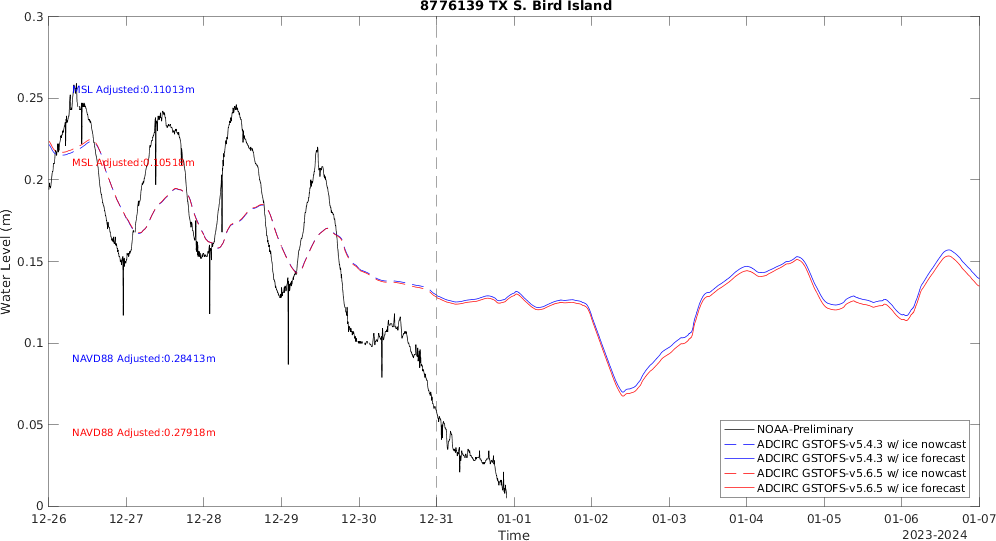 8776139 TX S. Bird Island
0.3
0.25
0.2
0.15
0.1
0.05
0
Water Level (m)
MSL Adjusted:0.11013m
MSL Adjusted:0.10518m
NAVD88 Adjusted:0.28413m
NAVD88 Adjusted:0.27918m
NOAA-Preliminary
ADCIRC GSTOFS-v5.4.3 w/ ice nowcast
ADCIRC GSTOFS-v5.4.3 w/ ice forecast
ADCIRC GSTOFS-v5.6.5 w/ ice nowcast
ADCIRC GSTOFS-v5.6.5 w/ ice forecast
12-26 12-27 12-28 12-29 12-30 12-31 01-01 01-02 01-03 01-04 01-05 01-06 01-07
Time
2023-2024